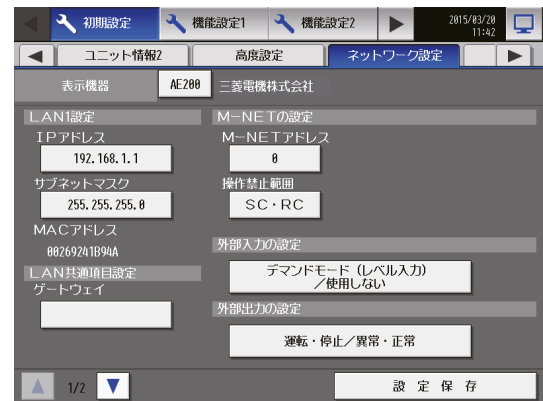 初期設定 機能設定1 機能設定2 2015/03/20
11:42
ユニット情報2 高度設定 ネットワーク設定
表示機器 AE200 三菱電機株式会社
LAN1設定
IPアドレス
192.168.1.1
サブネットマスク
255.255.255.0
MACアドレス
00269241B94A
LAN共通項目設定
ゲートウェイ
M-NETの設定
M-NETアドレス
0
操作禁止範囲
SC・RC
外部入力の設定
デマンドモード(レベル入力)
/使用しない
外部出力の設定
運転・停止/異常・正常
1/2 設定保存